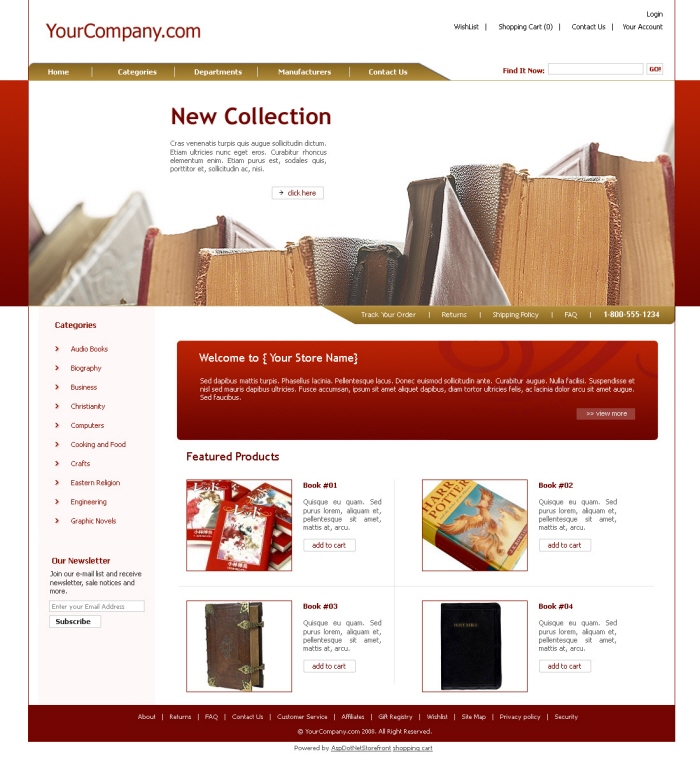 Login
YourCompany.com
WishList | Shopping Cart (0) | Contact Us | Your Account
Home | Categories | Departments | Manufacturers | Contact Us
Find It Now: GO!
New Collection
Cras venenatis turpis quis augue sollicitudin dictum.
Etiam ultricies nunc eget eros. Curabitur rhoncus
elementum enim. Etiam purus est, sodales quis,
porttitor et, sollicitudin ac, nisi.
click here
Track Your Order | Returns | Shipping Policy | FAQ | 1-800-555-1234
Categories
Audio Books
Biography
Business
Christianity
Computers
Cooking and Food
Crafts
Eastern Religion
Engineering
Graphic Novels
Our Newsletter
Join our e-mail list and receive
newsletter, sale notices and
more.
Enter your Email Address
Subscribe
Welcome to { Your Store Name}
Sed dapibus mattis turpis. Phasellus lacinia. Pellentesque lacus. Donec euismod sollicitudin ante. Curabitur augue. Nulla facilisi. Suspendisse et
nisl sed mauris dapibus ultricies. Fusce accumsan, ipsum sit amet aliquet dapibus, diam tortor ultricies felis, ac lacinia dolor arcu sit amet augue.
Sed faucibus.
>> view more
Featured Products
Book #01
Quisque eu quam. Sed
purus lorem, aliquam et,
pellentesque sit amet,
mattis at, arcu.
add to cart
HARRY
POTTER
Book #02
Quisque eu quam. Sed
purus lorem, aliquam et,
pellentesque sit amet,
mattis at, arcu.
add to cart
Book #03
Quisque eu quam. Sed
purus lorem, aliquam et,
pellentesque sit amet,
mattis at, arcu.
add to cart
HOLY BIBLE
Book #04
Quisque eu quam. Sed
purus lorem, aliquam et,
pellentesque sit amet,
mattis at, arcu.
add to cart
About | Returns | FAQ | Contact Us | Customer Service | Affiliates | Gift Registry | Wishlist | Site Map | Privacy policy | Security
© YourCompany.com 2008. All Right Reserved.
Powered by AspDotNetStorefront shopping cart